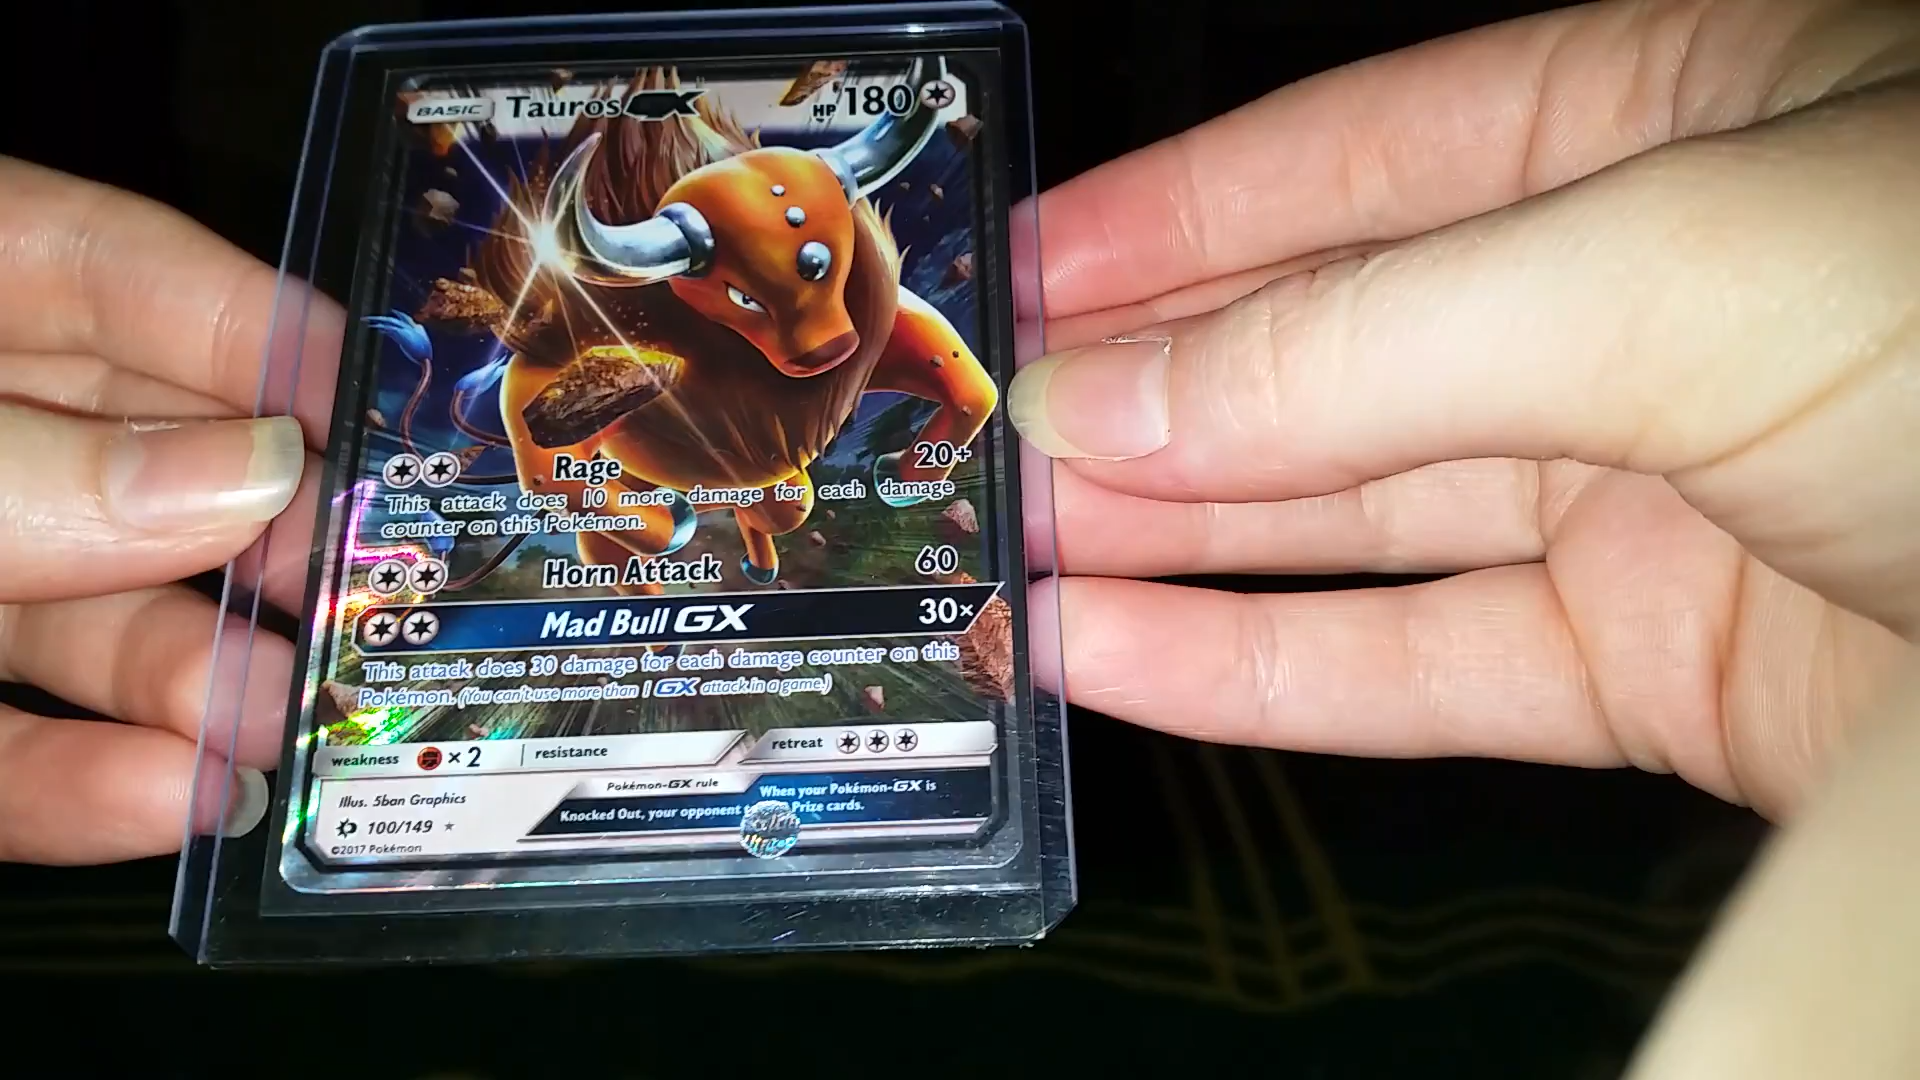 BASIC Tauros GX HP 180
Rage 20+
This attack does 10 more damage for each damage
counter on this Pokémon.
Horn Attack 60
Mad Bull GX 30×
This attack does 30 damage for each damage counter on this
Pokémon. (You can't use more than 1 GX attack in a game.)
weakness ×2 resistance retreat
Pokémon-GX rule
When your Pokémon-GX is
Knocked Out, your opponent Prize cards.
Illus. 5ban Graphics
100/149
©2017 Pokémon